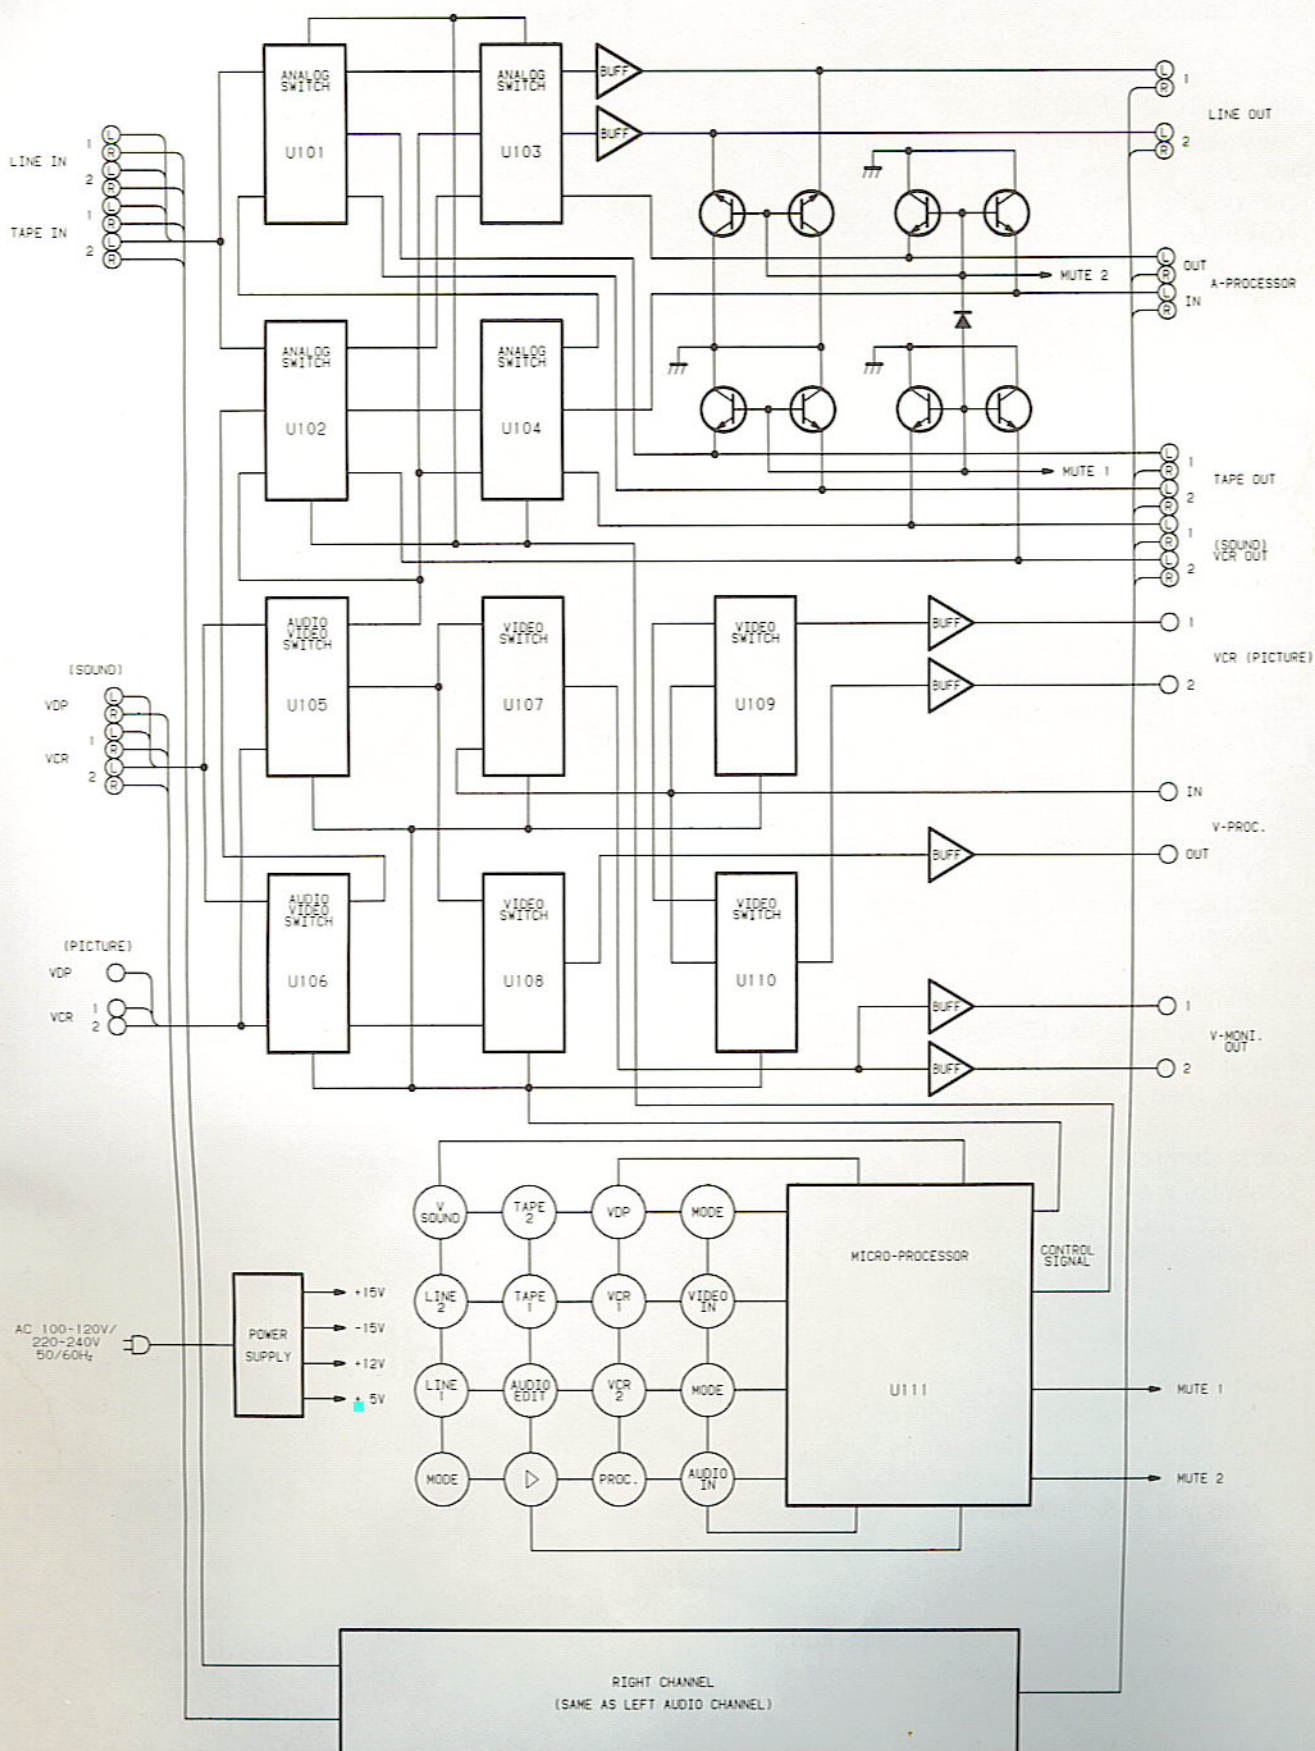 ANALOG
SWITCH
U101
ANALOG
SWITCH
U103
BUFF
BUFF
L 1
R
LINE OUT
L 2
R
LINE IN
1 L
R
2 L
R
TAPE IN
1 L
R
2 L
R
L OUT
R
A-PROCESSOR
L IN
R
MUTE 2
ANALOG
SWITCH
U102
ANALOG
SWITCH
U104
MUTE 1
L 1
R
TAPE OUT
L 2
R
L 1
R
(SOUND)
VCR OUT
L 2
R
AUDIO
VIDEO
SWITCH
U105
VIDEO
SWITCH
U107
VIDEO
SWITCH
U109
BUFF
1
VCR (PICTURE)
BUFF
2
(SOUND)
VDP
L
R
VCR
1 L
R
2 L
R
IN
V-PROC.
BUFF
OUT
AUDIO
VIDEO
SWITCH
U106
VIDEO
SWITCH
U108
VIDEO
SWITCH
U110
(PICTURE)
VDP
VCR
1
2
BUFF
1
V-MONI.
OUT
BUFF
2
V
SOUND
TAPE
2
VDP
MODE
LINE
2
TAPE
1
VCR
1
VIDEO
IN
LINE
1
AUDIO
EDIT
VCR
2
MODE
MODE
PROC.
AUDIO
IN
MICRO-PROCESSOR
U111
CONTROL
SIGNAL
MUTE 1
MUTE 2
AC 100-120V/
220-240V
50/60Hz
POWER
SUPPLY
+15V
-15V
+12V
+ 5V
RIGHT CHANNEL
(SAME AS LEFT AUDIO CHANNEL)